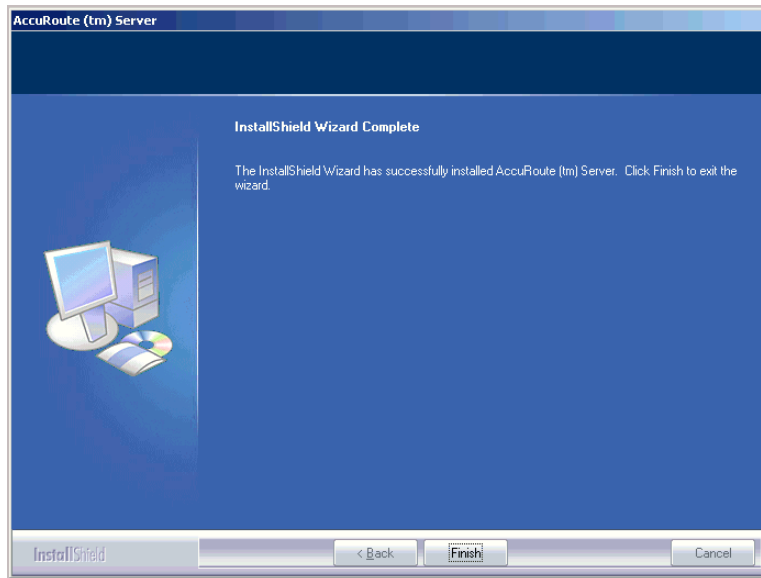 AccuRoute (tm) Server
InstallShield Wizard Complete
The InstallShield Wizard has successfully installed AccuRoute (tm) Server. Click Finish to exit the
wizard.
InstallShield
< Back
Finish
Cancel